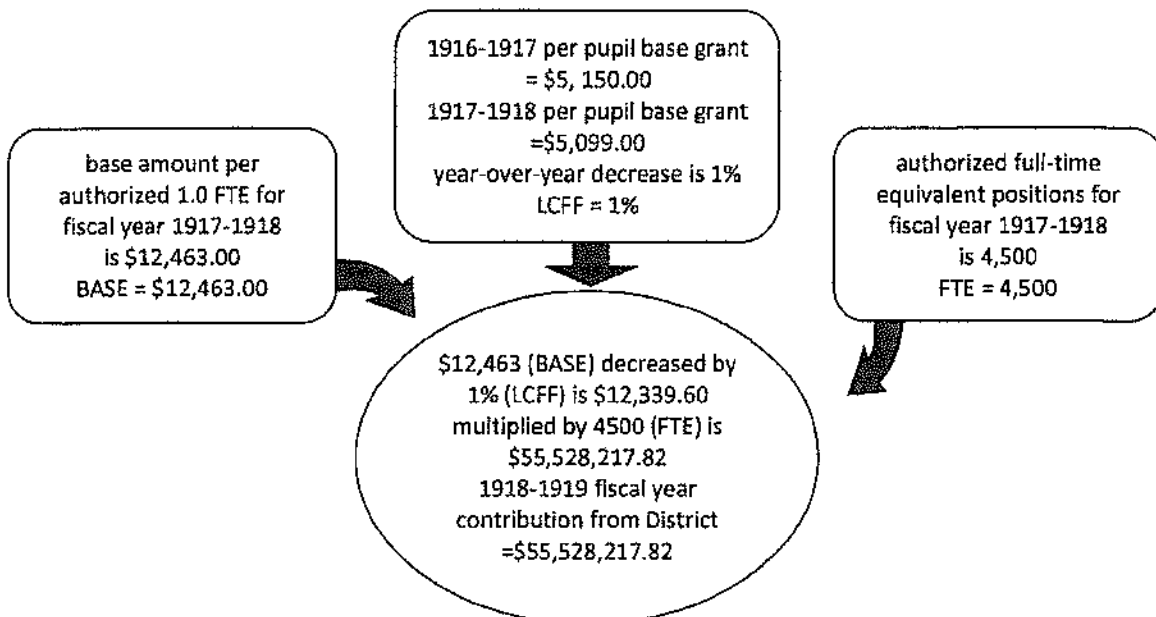 1916-1917 per pupil base grant
= $5, 150.00
1917-1918 per pupil base grant
=$5,099.00
year-over-year decrease is 1%
LCFF = 1%
base amount per
authorized 1.0 FTE for
fiscal year 1917-1918
is $12,463.00
BASE = $12,463.00
authorized full-time
equivalent positions for
fiscal year 1917-1918
is 4,500
FTE = 4,500
$12,463 (BASE) decreased by
1% (LCFF) is $12,339.60
multiplied by 4500 (FTE) is
$55,528,217.82
1918-1919 fiscal year
contribution from District
=$55,528,217.82